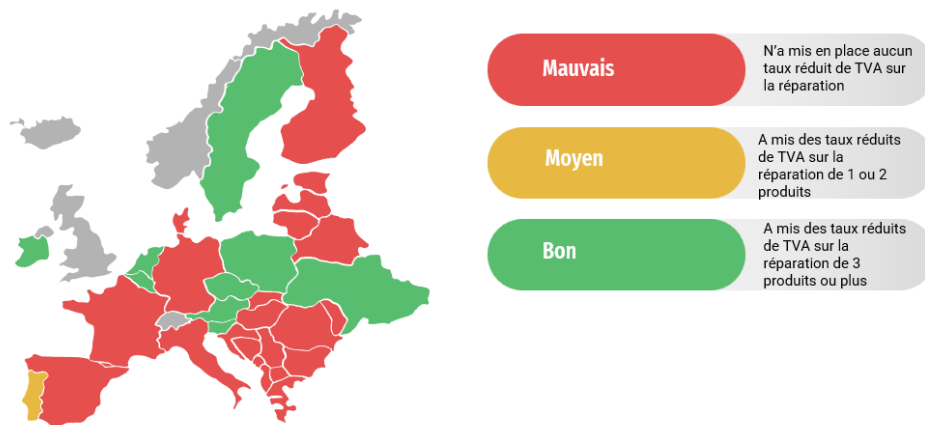 Mauvais
N'a mis en place aucun
taux réduit de TVA sur
la réparation
Moyen
A mis des taux réduits
de TVA sur la
réparation de 1 ou 2
produits
Bon
A mis des taux réduits
de TVA sur la
réparation de 3
produits ou plus